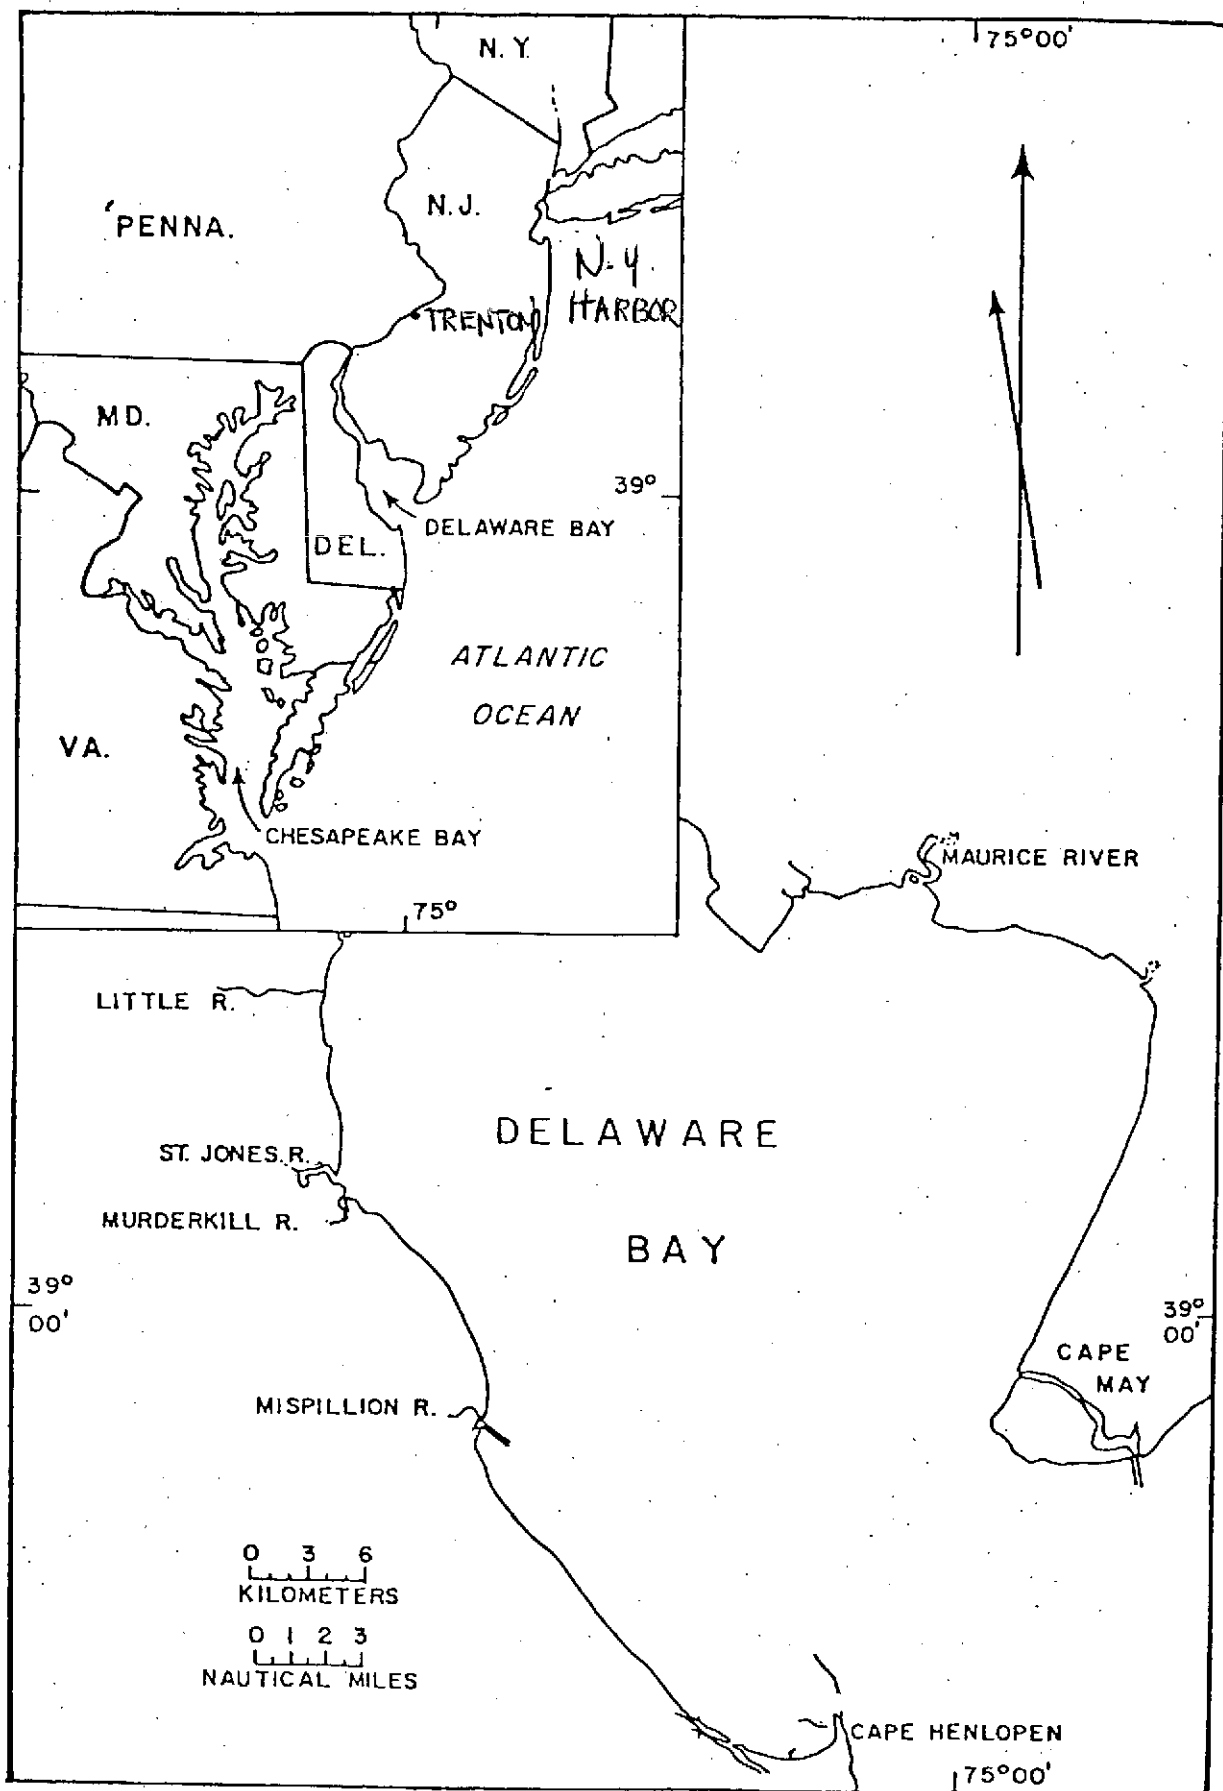 N.Y.
75°00'
N.J.
PENNA.
N.Y.
HARBOR
TRENTON
MD.
39°
DELAWARE BAY
DEL.
ATLANTIC
OCEAN
VA.
CHESAPEAKE BAY
75°
MAURICE RIVER
LITTLE R.
DELAWARE
BAY
ST. JONES R.
MURDERKILL R.
39°
00'
39°
00'
CAPE
MAY
MISPILLION R.
0 3 6
KILOMETERS
0 1 2 3
NAUTICAL MILES
CAPE HENLOPEN
75°00'